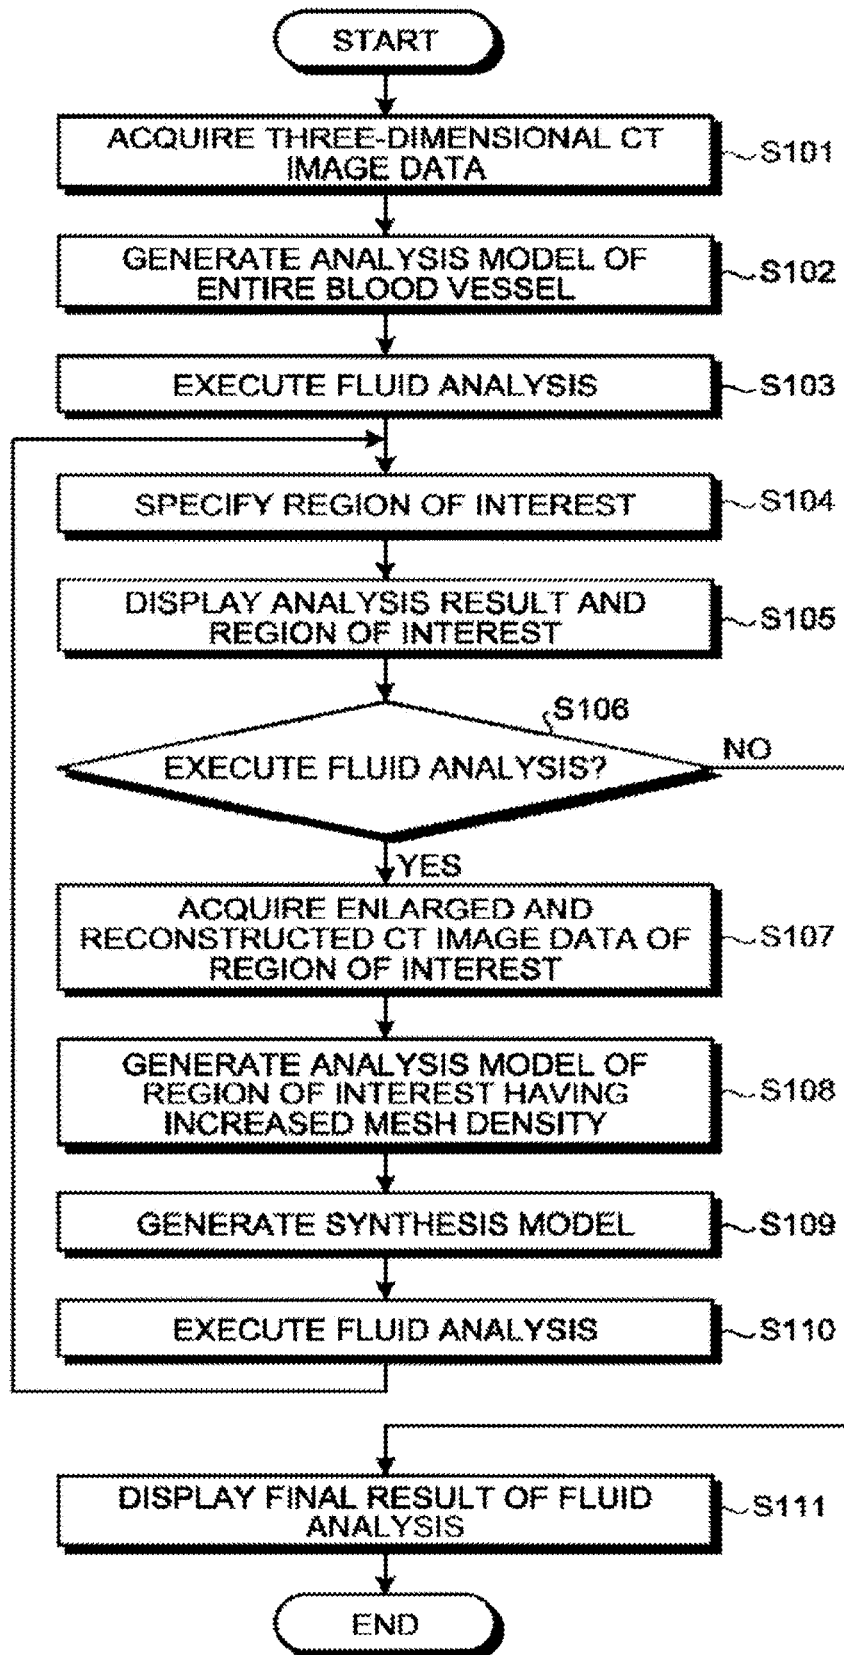 START
ACQUIRE THREE-DIMENSIONAL CT
IMAGE DATA
S101
GENERATE ANALYSIS MODEL OF
ENTIRE BLOOD VESSEL
S102
EXECUTE FLUID ANALYSIS
S103
SPECIFY REGION OF INTEREST
S104
DISPLAY ANALYSIS RESULT AND
REGION OF INTEREST
S105
S106
EXECUTE FLUID ANALYSIS?
NO
YES
ACQUIRE ENLARGED AND
RECONSTRUCTED CT IMAGE DATA OF
REGION OF INTEREST
S107
GENERATE ANALYSIS MODEL OF
REGION OF INTEREST HAVING
INCREASED MESH DENSITY
S108
GENERATE SYNTHESIS MODEL
S109
EXECUTE FLUID ANALYSIS
S110
DISPLAY FINAL RESULT OF FLUID
ANALYSIS
S111
END